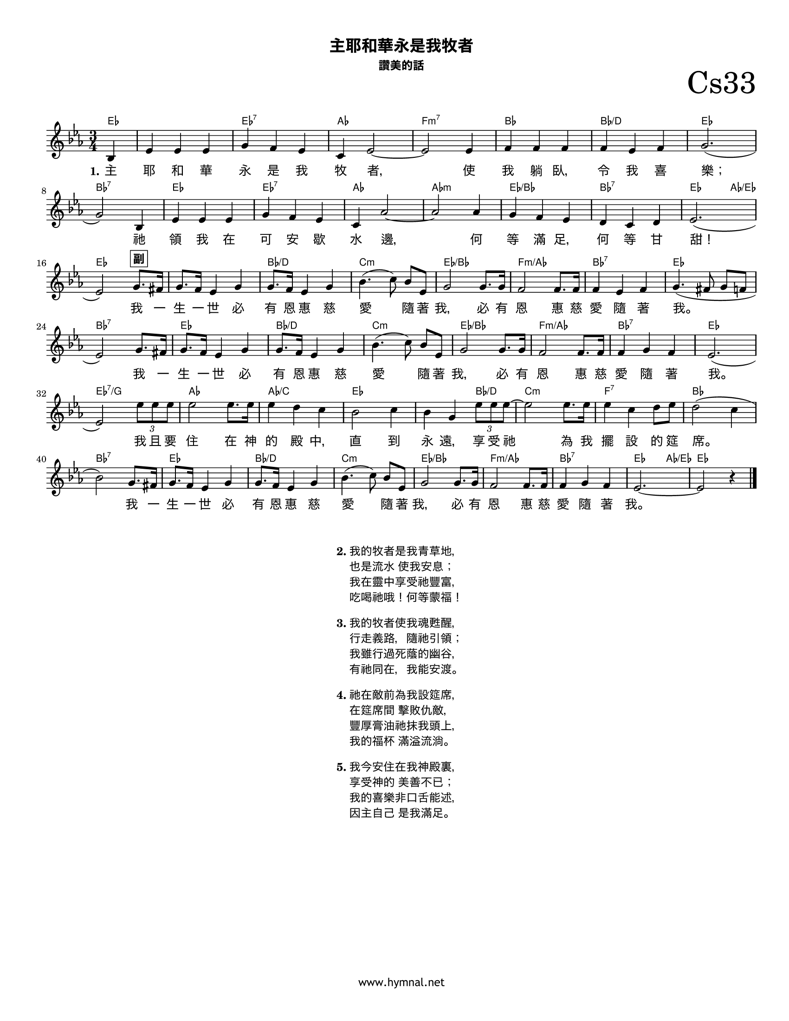 主耶和華永是我牧者
讚美的話
Cs33
E♭ E♭7 A♭ Fm7 B♭ B♭/D E♭
3 4
1. 主 耶 和 華 永 是 我 牧 者, 使 我 躺 臥, 令 我 喜 樂；
8 B♭7 E♭ E♭7 A♭ A♭m E♭/B♭ B♭7 E♭ A♭/E♭
祂 領 我 在 可 安 歇 水 邊, 何 等 滿 足, 何 等 甘 甜！
16 E♭ 副 B♭/D Cm E♭/B♭ Fm/A♭ B♭7 E♭
我 一 生 一 世 必 有 恩 惠 慈 愛 隨 著 我, 必 有 恩 惠 慈 愛 隨 著 我。
24 B♭7 E♭ B♭/D Cm E♭/B♭ Fm/A♭ B♭7 E♭
我 一 生 一 世 必 有 恩 惠 慈 愛 隨 著 我, 必 有 恩 惠 慈 愛 隨 著 我。
32 E♭7/G A♭ A♭/C E♭ B♭/D Cm F7 B♭
3 3
我 且 要 住 在 神 的 殿 中, 直 到 永 遠, 享 受 祂 為 我 擺 設 的 筵 席。
40 B♭7 E♭ B♭/D Cm E♭/B♭ Fm/A♭ B♭7 E♭ A♭/E♭ E♭
我 一 生 一 世 必 有 恩 惠 慈 愛 隨 著 我, 必 有 恩 惠 慈 愛 隨 著 我。
2. 我的牧者是我青草地,
也是流水 使我安息；
我在靈中享受祂豐富,
吃喝祂哦！何等蒙福！
3. 我的牧者使我魂甦醒,
行走義路, 隨祂引領；
我雖行過死蔭的幽谷,
有祂同在, 我能安渡。
4. 祂在敵前為我設筵席,
在筵席間 擊敗仇敵,
豐厚膏油祂抹我頭上,
我的福杯 滿溢流淌。
5. 我今安住在我神殿裏,
享受神的 美善不已；
我的喜樂非口舌能述,
因主自己 是我滿足。
www.hymnal.net